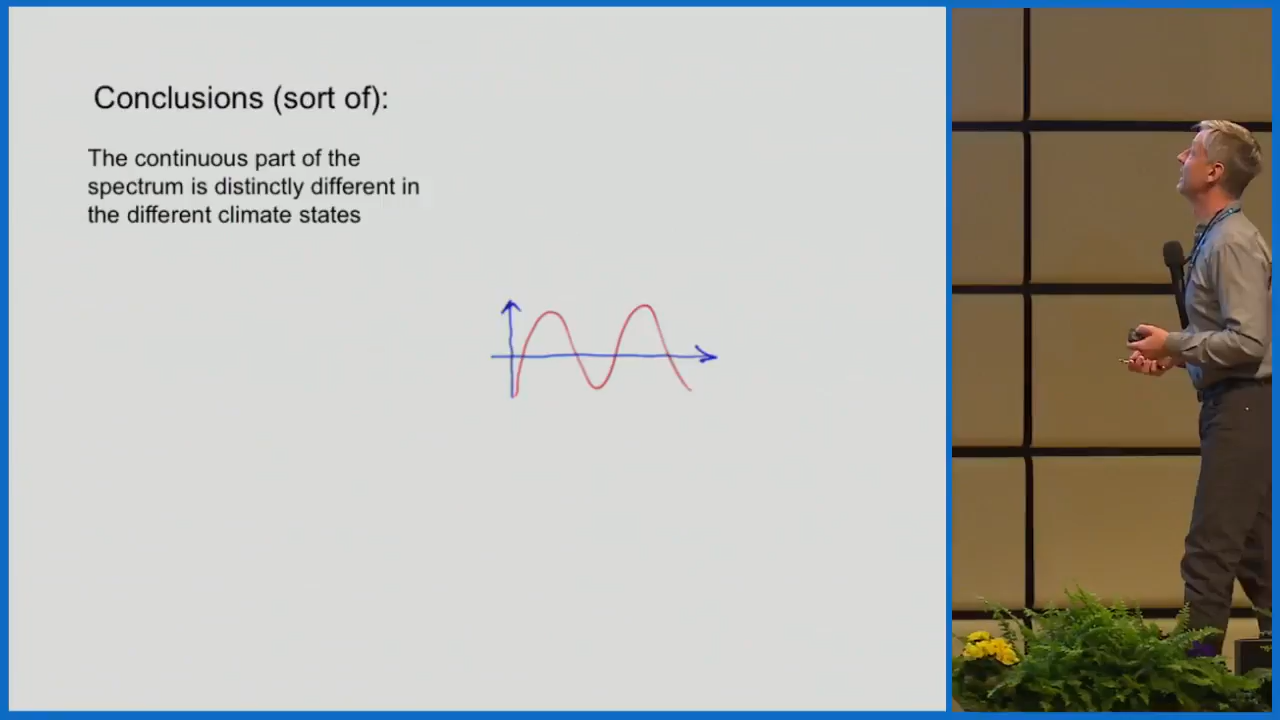 Conclusions (sort of):
The continuous part of the
spectrum is distinctly different in
the different climate states